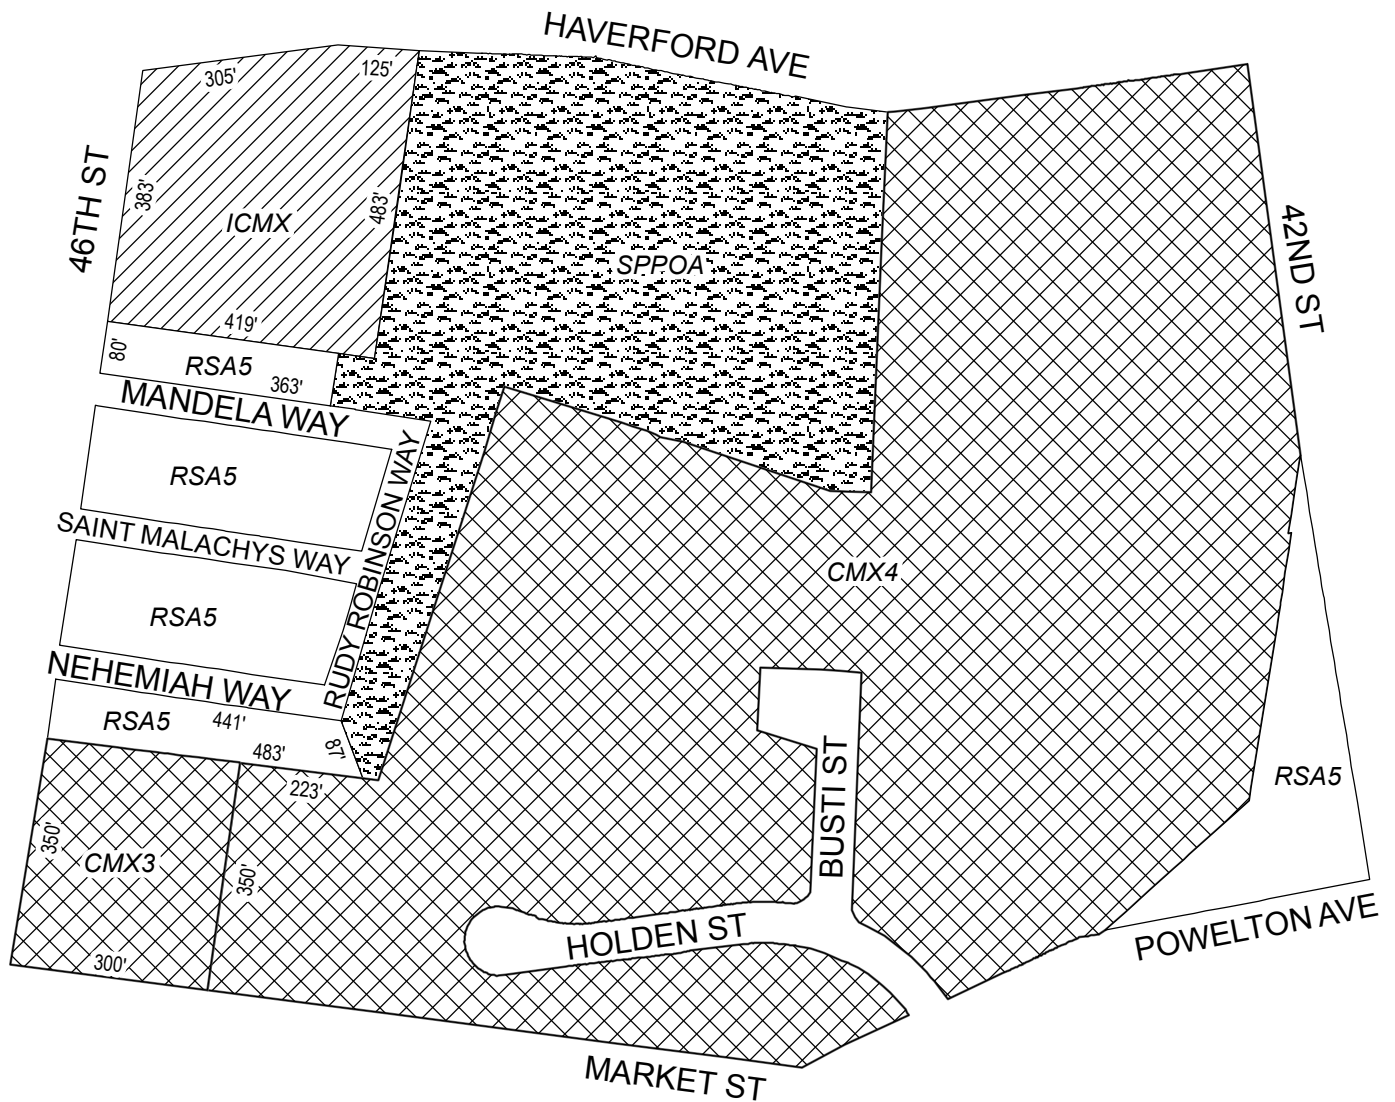 HAVERFORD AVE
305'
125'
46TH ST
383'
ICMX
483'
SPPOA
42ND ST
419'
80'
RSA5
363'
MANDELA WAY
RSA5
RUDY ROBINSON WAY
SAINT MALACHYS WAY
CMX4
RSA5
NEHEMIAH WAY
RSA5
441'
483'
87'
223'
BUSTI ST
RSA5
350'
CMX3
350'
HOLDEN ST
POWELTON AVE
300'
MARKET ST